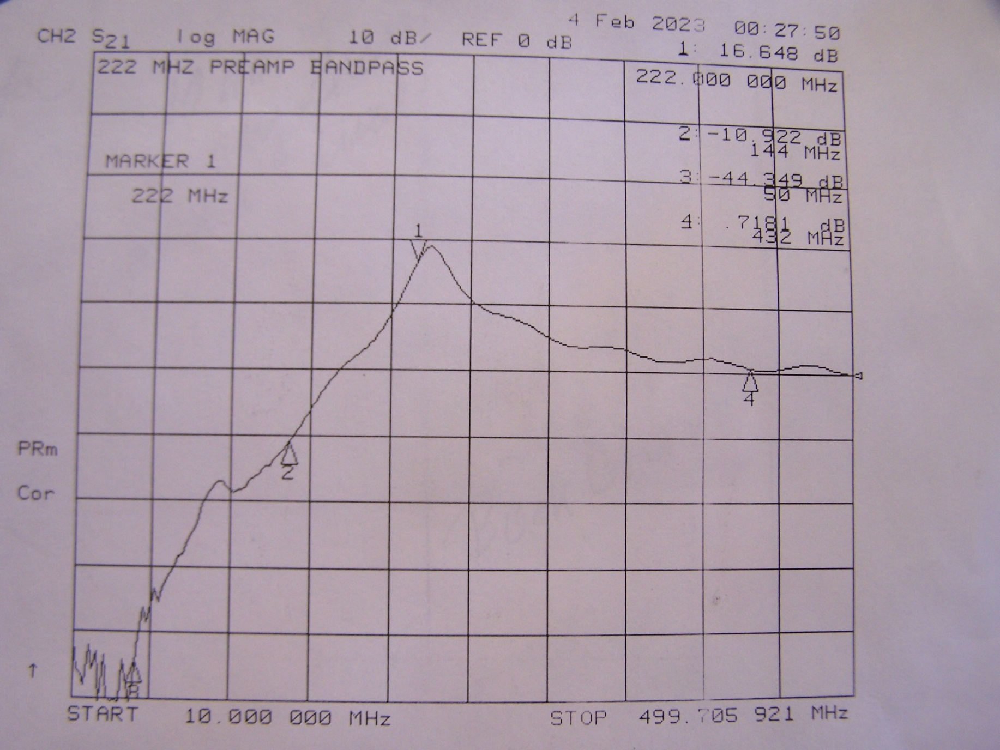 4 Feb 2023 00:27:50
CH2 S21 log MAG 10 dB/ REF 0 dB 1: 16.648 dB
222 MHZ PREAMP BANDPASS
222.000 000 MHz
2: -10.922 dB
144 MHz
MARKER 1
222 MHz
3: -44.349 dB
50 MHz
4: .7181 dB
432 MHz
1
4
2
PRm
Cor
↑
START 10.000 000 MHz STOP 499.705 921 MHz